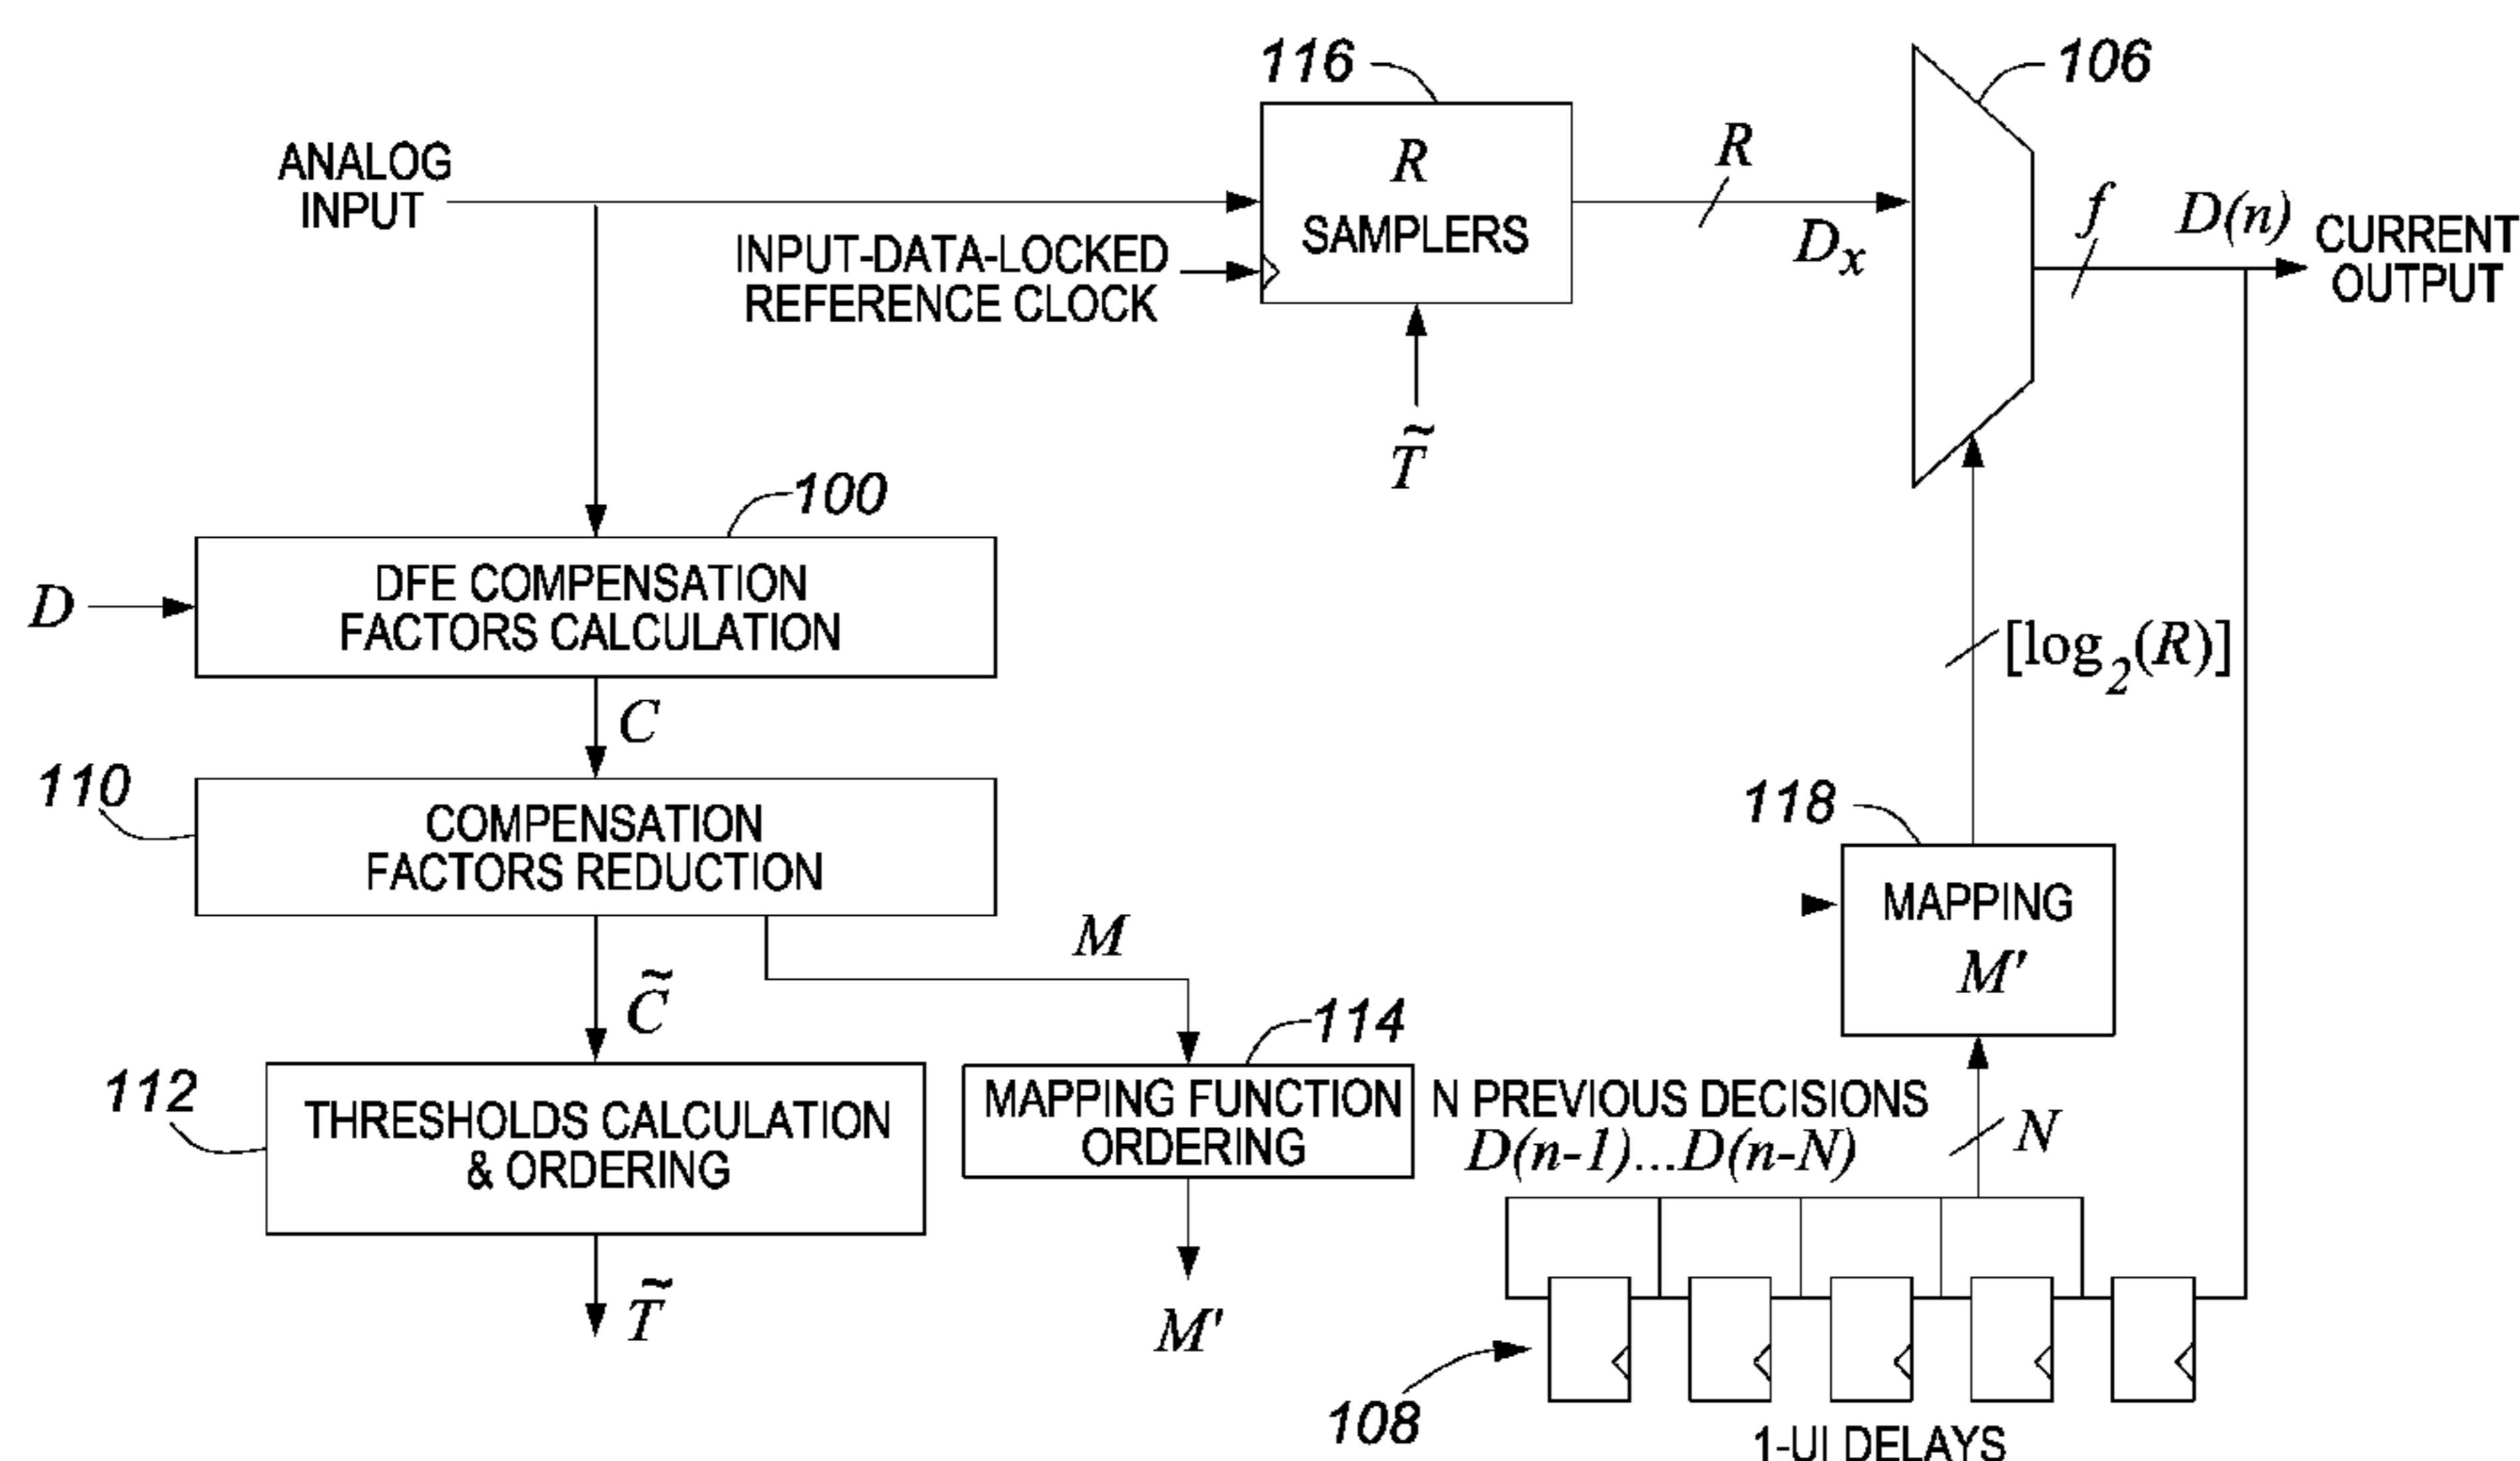 116
106
ANALOG
INPUT
R
SAMPLERS
R
Dₓ
f
D(n)
CURRENT
OUTPUT
INPUT-DATA-LOCKED
REFERENCE CLOCK
T̃
100
D
DFE COMPENSATION
FACTORS CALCULATION
[log₂(R)]
C
110
COMPENSATION
FACTORS REDUCTION
118
MAPPING
M'
M
C̃
114
112
THRESHOLDS CALCULATION
& ORDERING
MAPPING FUNCTION
ORDERING
N PREVIOUS DECISIONS
D(n-1)...D(n-N)
N
T̃
M'
108
1-UI DELAYS